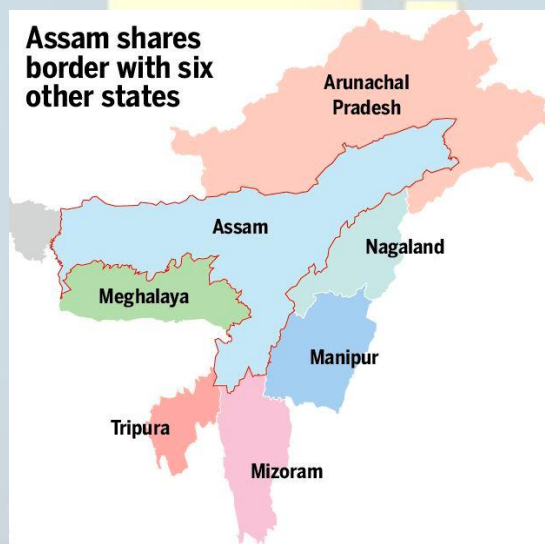 Assam shares
border with six
other states
Arunachal
Pradesh
Assam
Nagaland
Meghalaya
Manipur
Tripura
Mizoram